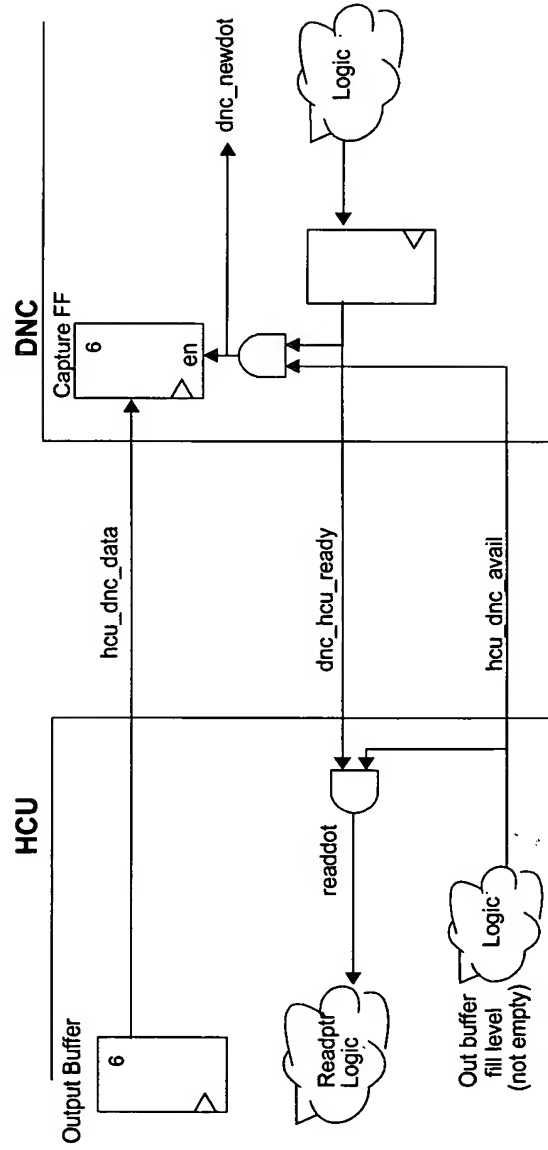 HCU
DNC
Output Buffer
6
hcu_dnc_data
Capture FF
6
en
dnc_newdot
Readptr
Logic
readdot
dnc_hcu_ready
Logic
Out buffer
fill level
(not empty)
Logic
hcu_dnc_avail